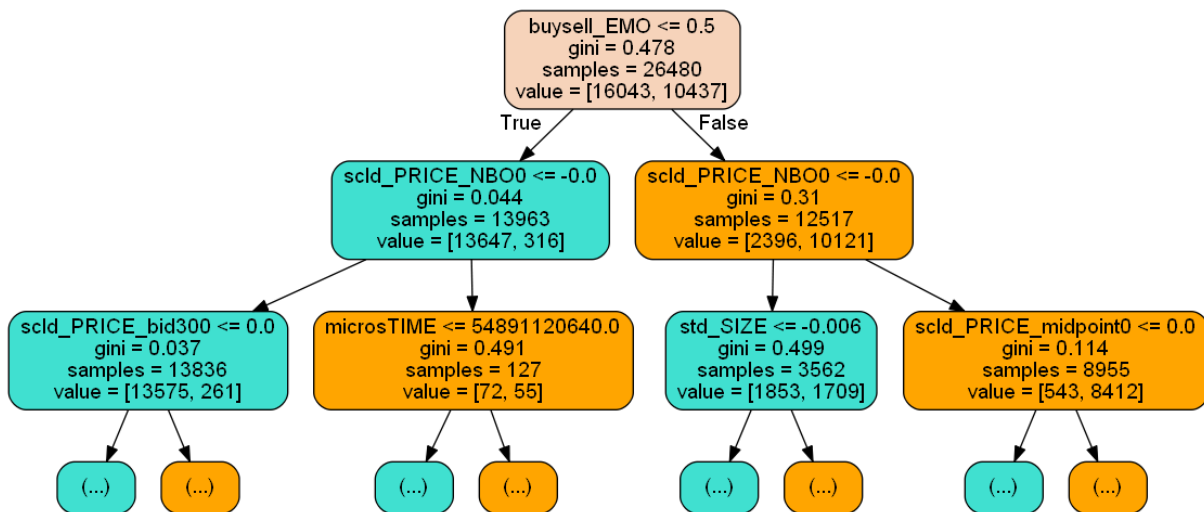 buysell_EMO <= 0.5
gini = 0.478
samples = 26480
value = [16043, 10437]
True
False
scld_PRICE_NBO0 <= -0.0
gini = 0.044
samples = 13963
value = [13647, 316]
scld_PRICE_NBO0 <= -0.0
gini = 0.31
samples = 12517
value = [2396, 10121]
scld_PRICE_bid300 <= 0.0
gini = 0.037
samples = 13836
value = [13575, 261]
microsTIME <= 54891120640.0
gini = 0.491
samples = 127
value = [72, 55]
std_SIZE <= -0.006
gini = 0.499
samples = 3562
value = [1853, 1709]
scld_PRICE_midpoint0 <= 0.0
gini = 0.114
samples = 8955
value = [543, 8412]
(...)
(...)
(...)
(...)
(...)
(...)
(...)
(...)